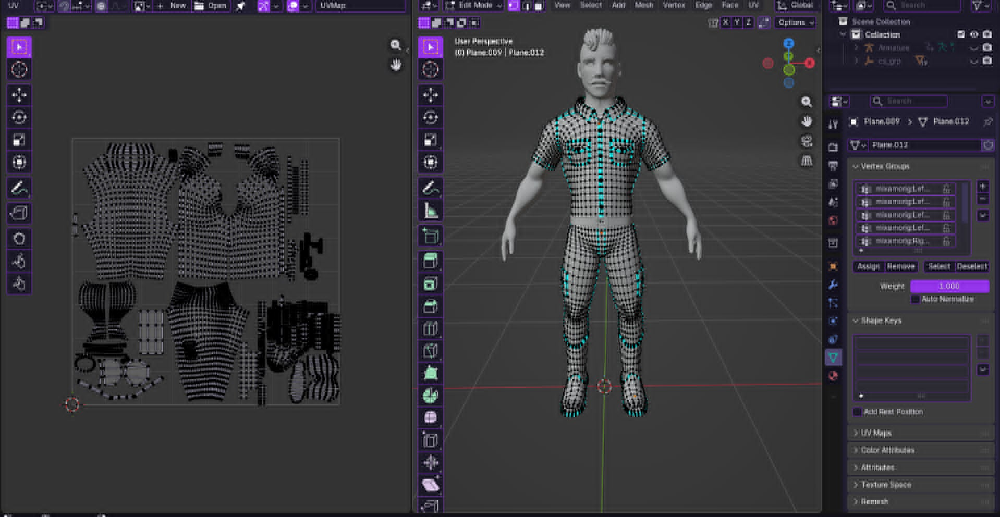 UV
New
Open
UVMap
Edit Mode
View
Select
Add
Mesh
Vertex
Edge
Face
UV
Global
X
Y
Z
Options
User Perspective
(0) Plane.009 | Plane.012
Z
Y
X
Search
Scene Collection
Collection
Armature
cs_grp
Search
Plane.009 > Plane.012
Plane.012
Vertex Groups
mixamorig:Lef...
mixamorig:Lef...
mixamorig:Lef...
mixamorig:Lef...
mixamorig:Rig...
Assign
Remove
Select
Deselect
Weight
1.000
Auto Normalize
Shape Keys
Add Rest Position
UV Maps
Color Attributes
Attributes
Texture Space
Remesh